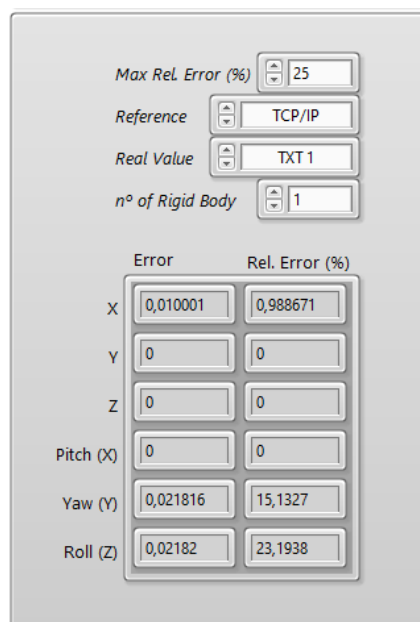 Max Rel. Error (%) 25
Reference TCP/IP
Real Value TXT 1
nº of Rigid Body 1
Error Rel. Error (%)
X 0,010001 0,988671
Y 0 0
Z 0 0
Pitch (X) 0 0
Yaw (Y) 0,021816 15,1327
Roll (Z) 0,02182 23,1938